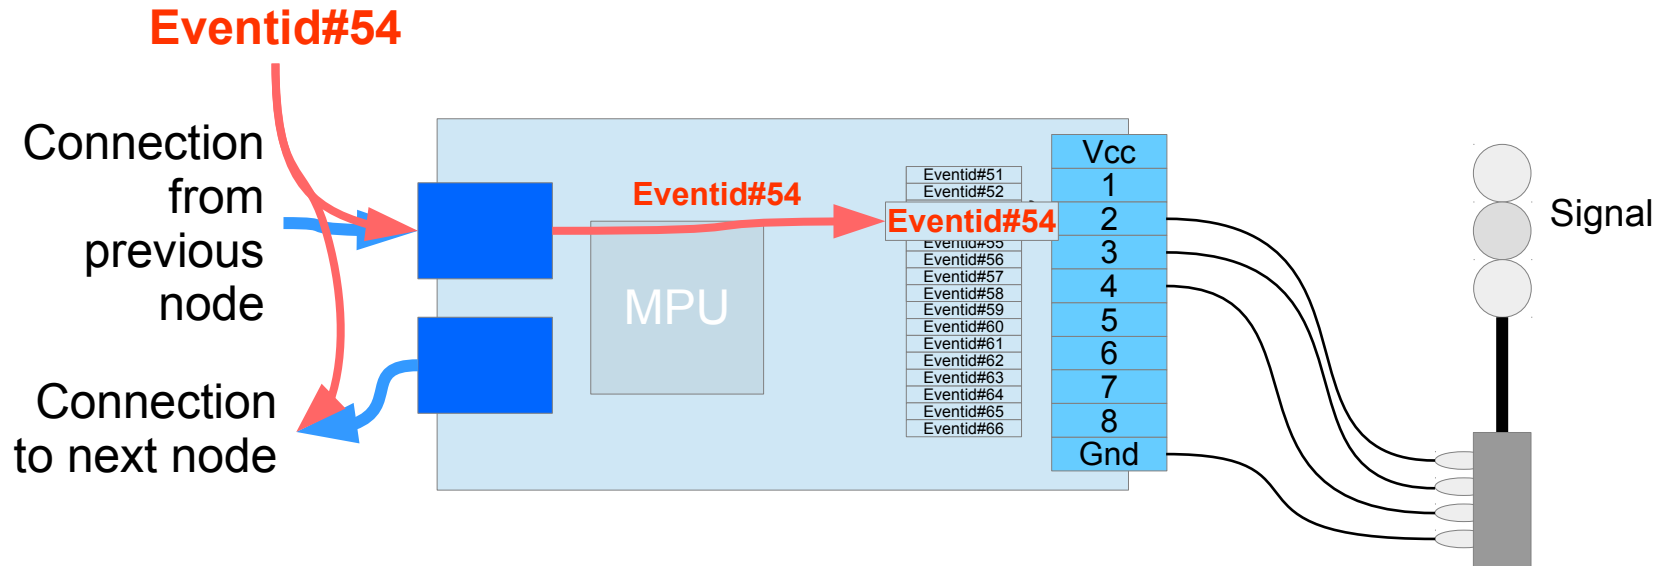 Eventid#54
Connection
from
previous
node
Connection
to next node
Eventid#54
MPU
Eventid#51
Eventid#52
Eventid#54
Eventid#55
Eventid#56
Eventid#57
Eventid#58
Eventid#59
Eventid#60
Eventid#61
Eventid#62
Eventid#63
Eventid#64
Eventid#65
Eventid#66
Vcc
1
2
3
4
5
6
7
8
Gnd
Signal